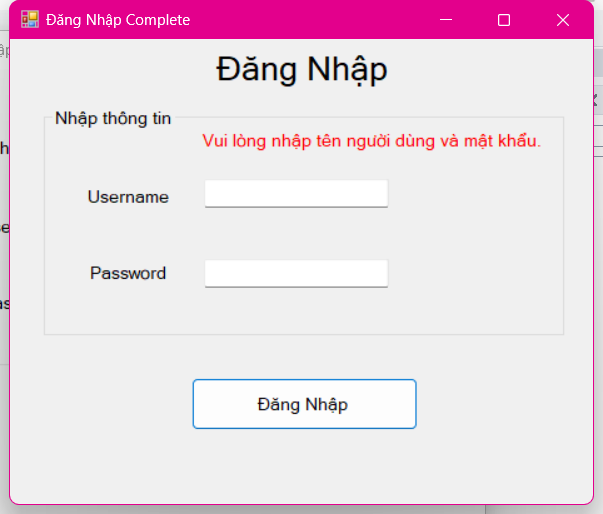 Đăng Nhập Complete
Đăng Nhập
Nhập thông tin
Vui lòng nhập tên người dùng và mật khẩu.
Username
Password
Đăng Nhập